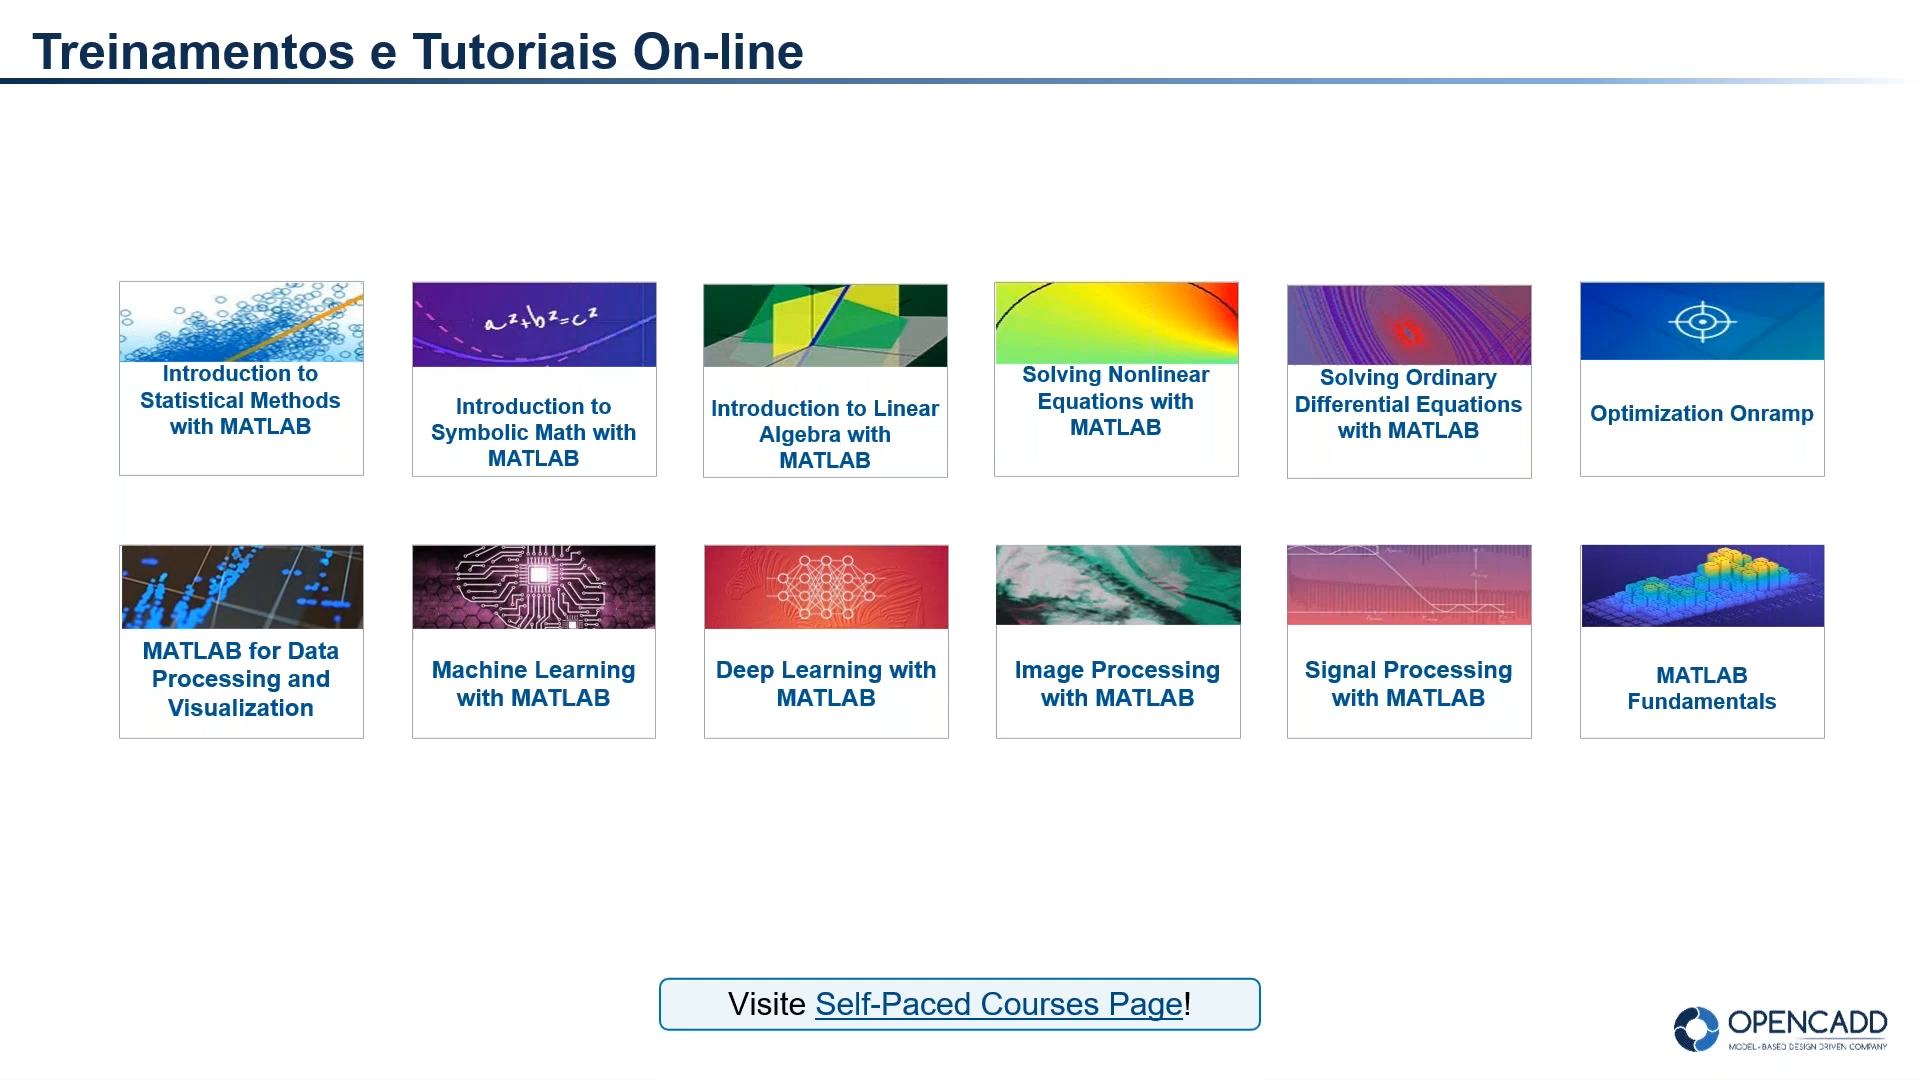 Treinamentos e Tutoriais On-line
Introduction to
Statistical Methods
with MATLAB
a²+b²=c²
Introduction to
Symbolic Math with
MATLAB
Introduction to Linear
Algebra with
MATLAB
Solving Nonlinear
Equations with
MATLAB
Solving Ordinary
Differential Equations
with MATLAB
Optimization Onramp
MATLAB for Data
Processing and
Visualization
Machine Learning
with MATLAB
Deep Learning with
MATLAB
Image Processing
with MATLAB
Signal Processing
with MATLAB
MATLAB
Fundamentals
Visite Self-Paced Courses Page!
OPENCADD
MODEL-BASED DESIGN DRIVEN COMPANY